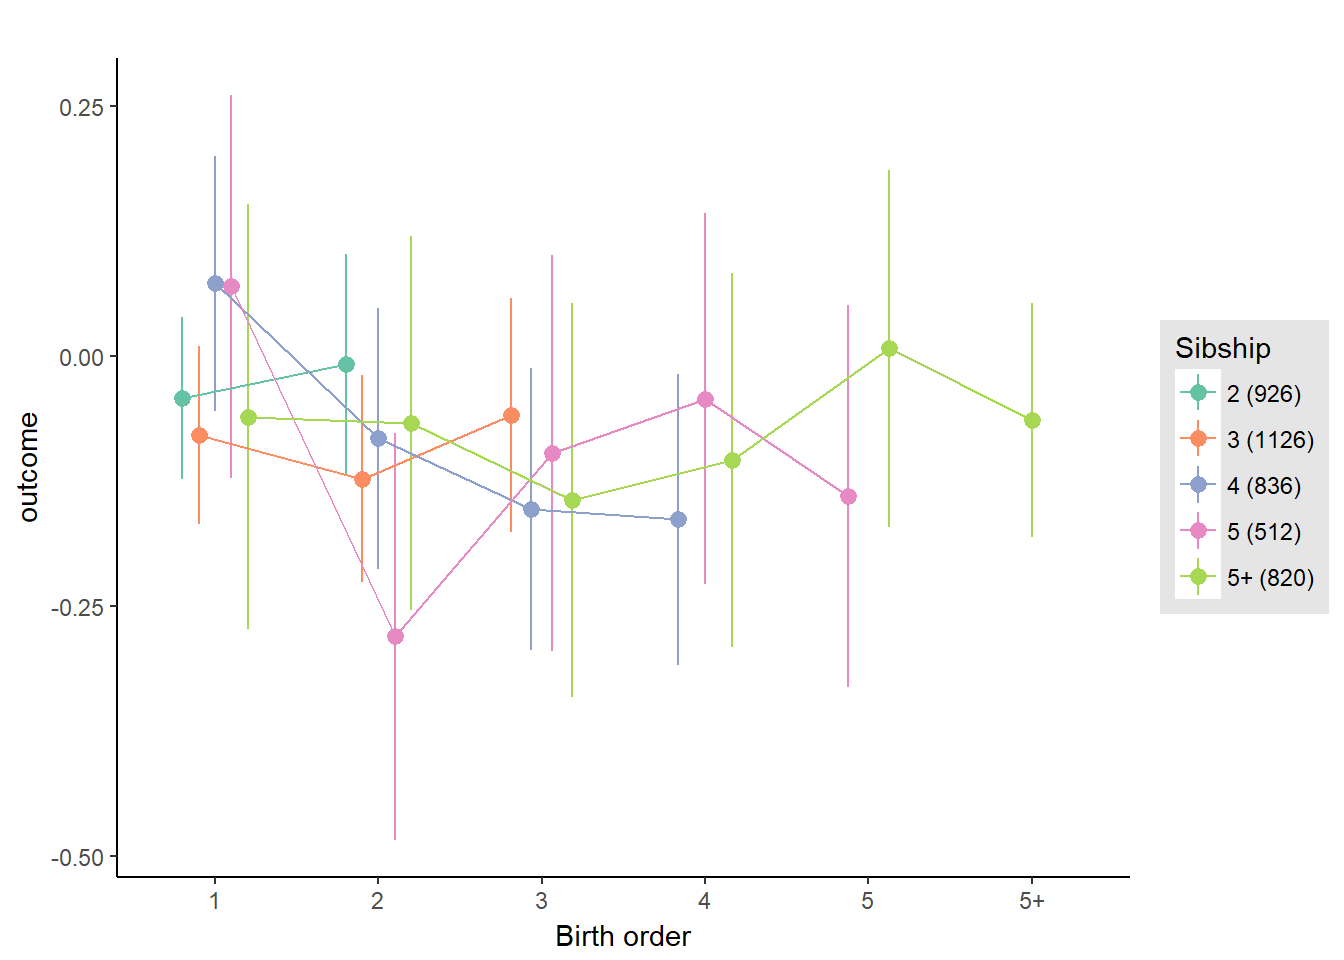 0.25
0.00
-0.25
-0.50
outcome
1 2 3 4 5 5+
Birth order
Sibship
2 (926)
3 (1126)
4 (836)
5 (512)
5+ (820)